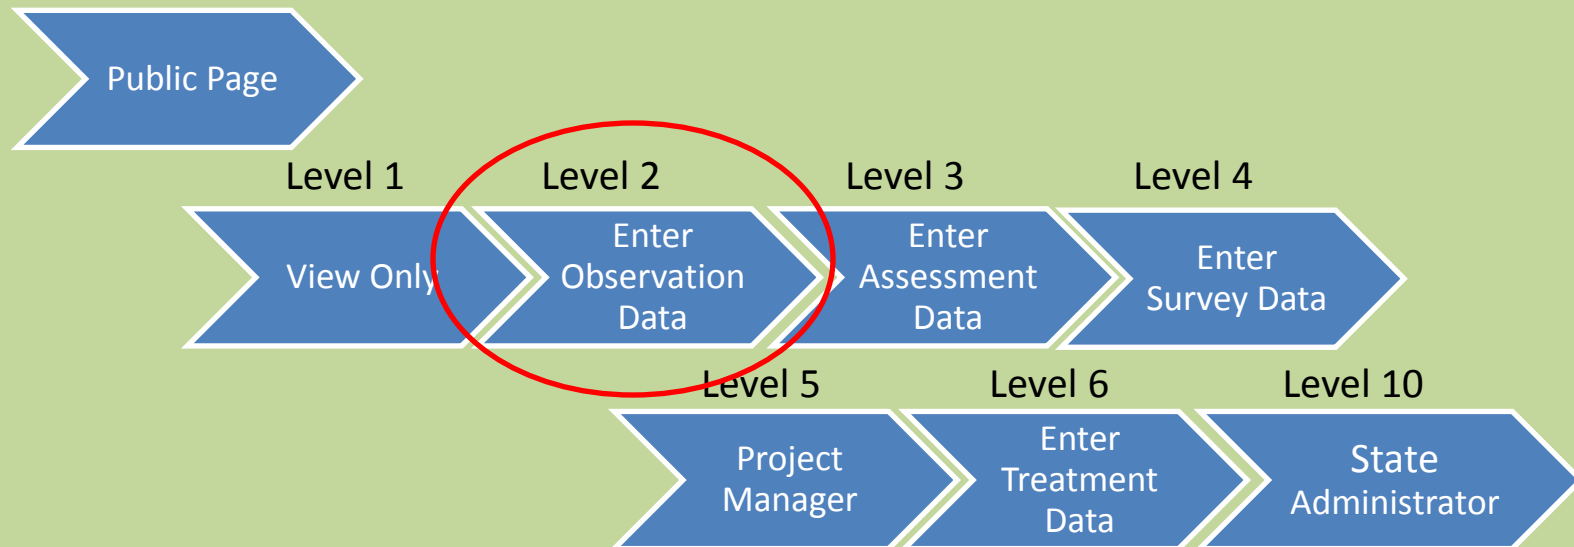 Public Page
Level 1
Level 2
Level 3
Level 4
View Only
Enter
Observation
Data
Enter
Assessment
Data
Enter
Survey Data
Level 5
Level 6
Level 10
Project
Manager
Enter
Treatment
Data
State
Administrator